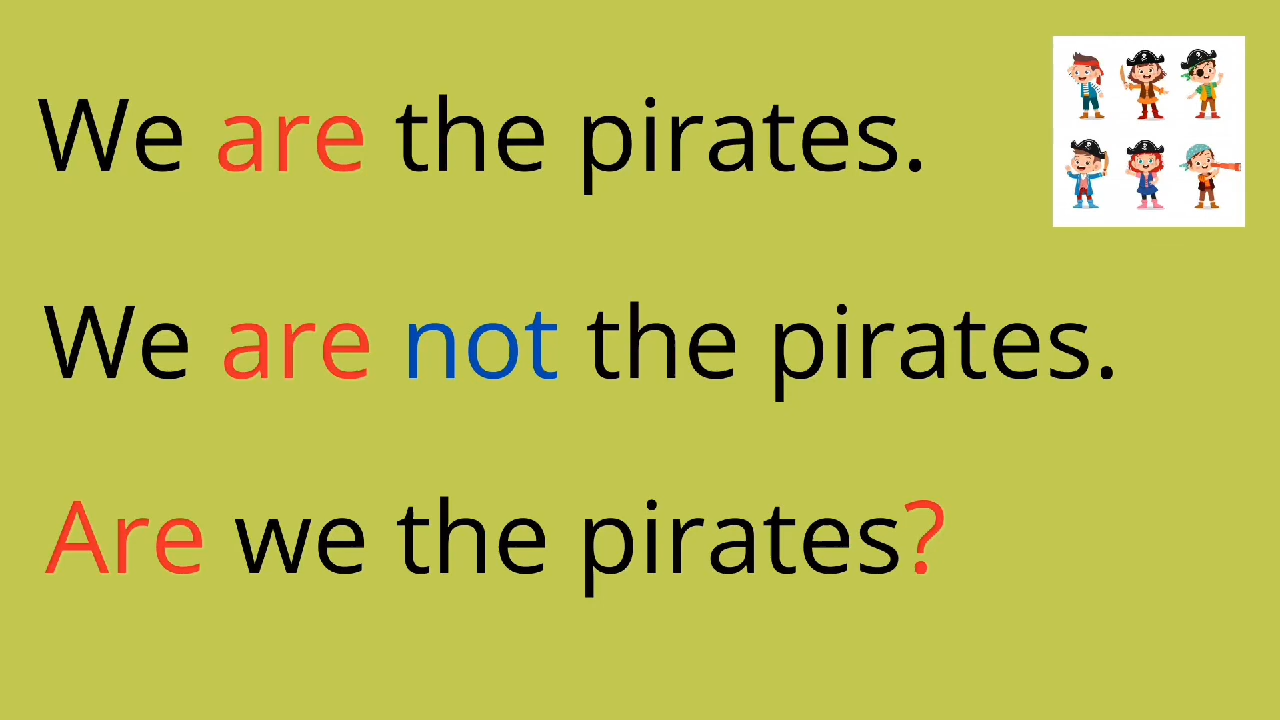 We are the pirates.
We are not the pirates.
Are we the pirates?